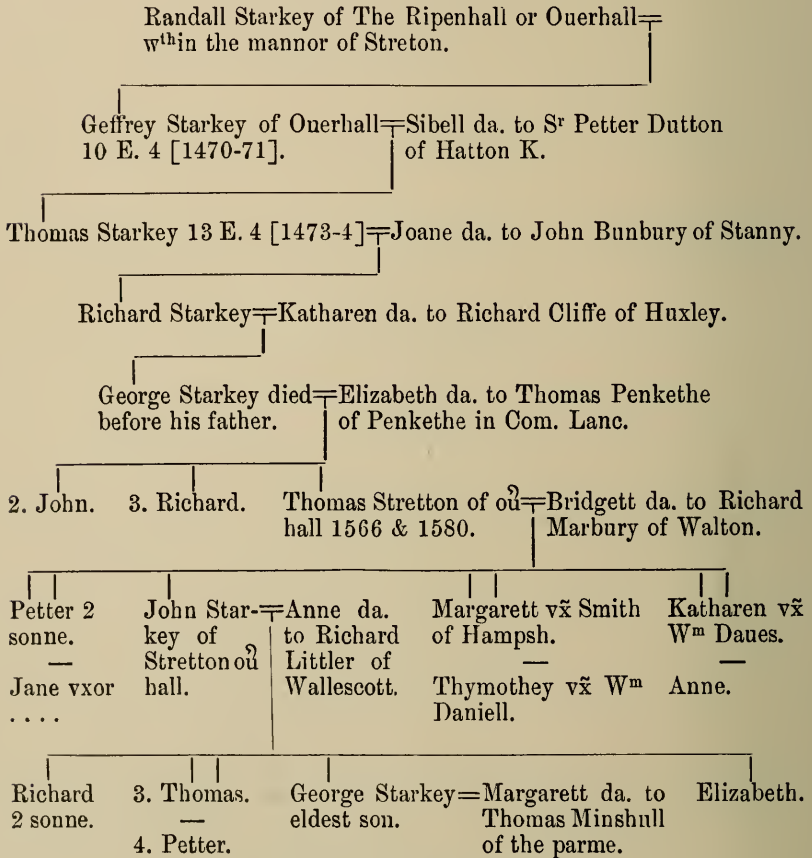 Randall Starkey of The Ripenhall or Ouerhall
wᵗʰin the mannor of Streton.
Geffrey Starkey of Ouerhall
10 E. 4 [1470-71].
Sibell da. to Sʳ Petter Dutton
of Hatton K.
Thomas Starkey 13 E. 4 [1473-4]
Joane da. to John Bunbury of Stanny.
Richard Starkey
Katharen da. to Richard Cliffe of Huxley.
George Starkey died
before his father.
Elizabeth da. to Thomas Penkethe
of Penkethe in Com. Lanc.
2. John.
3. Richard.
Thomas Stretton of oũ
hall 1566 & 1580.
Bridgett da. to Richard
Marbury of Walton.
Petter 2
sonne.
—
Jane vxor
. . . .
John Star-
key of
Stretton oũ
hall.
Anne da.
to Richard
Littler of
Wallescott.
Margarett vx̃ Smith
of Hampsh.
—
Thymothey vx̃ Wᵐ
Daniell.
Katharen vx̃
Wᵐ Daues.
—
Anne.
Richard
2 sonne.
3. Thomas.
—
4. Petter.
George Starkey
eldest son.
Margarett da. to
Thomas Minshull
of the parme.
Elizabeth.